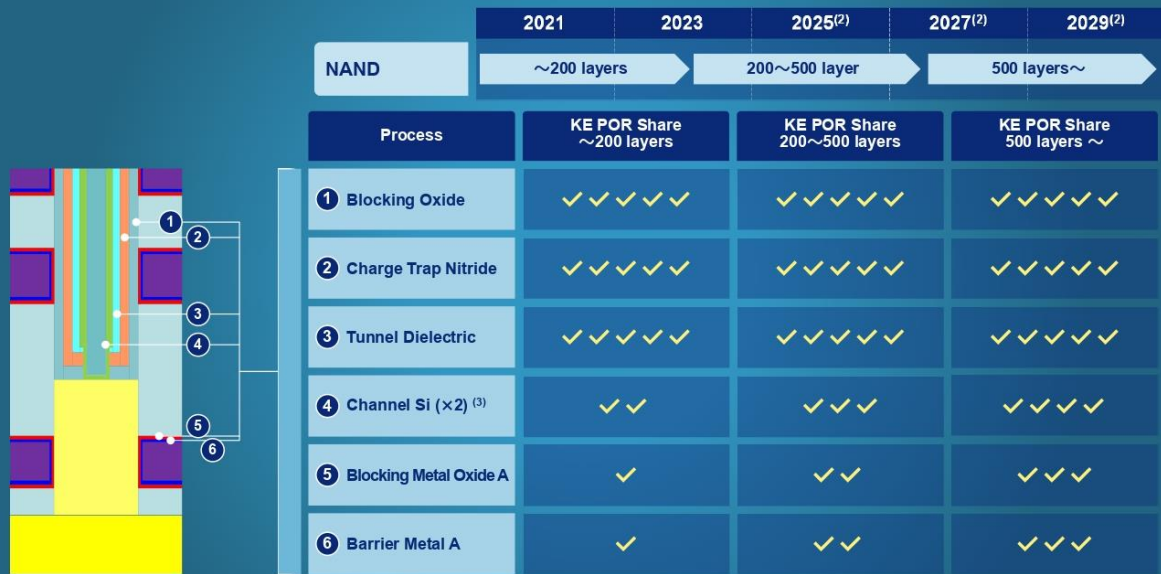 2021 2023 2025(2) 2027(2) 2029(2)
NAND ～200 layers 200～500 layer 500 layers～
Process KE POR Share ～200 layers KE POR Share 200～500 layers KE POR Share 500 layers ～
1 Blocking Oxide ✓✓✓✓✓ ✓✓✓✓✓ ✓✓✓✓✓
2 Charge Trap Nitride ✓✓✓✓✓ ✓✓✓✓✓ ✓✓✓✓✓
3 Tunnel Dielectric ✓✓✓✓✓ ✓✓✓✓✓ ✓✓✓✓✓
4 Channel Si (×2) (3) ✓✓ ✓✓✓ ✓✓✓✓
5 Blocking Metal Oxide A ✓ ✓✓ ✓✓✓
6 Barrier Metal A ✓ ✓✓ ✓✓✓
1
2
3
4
5
6